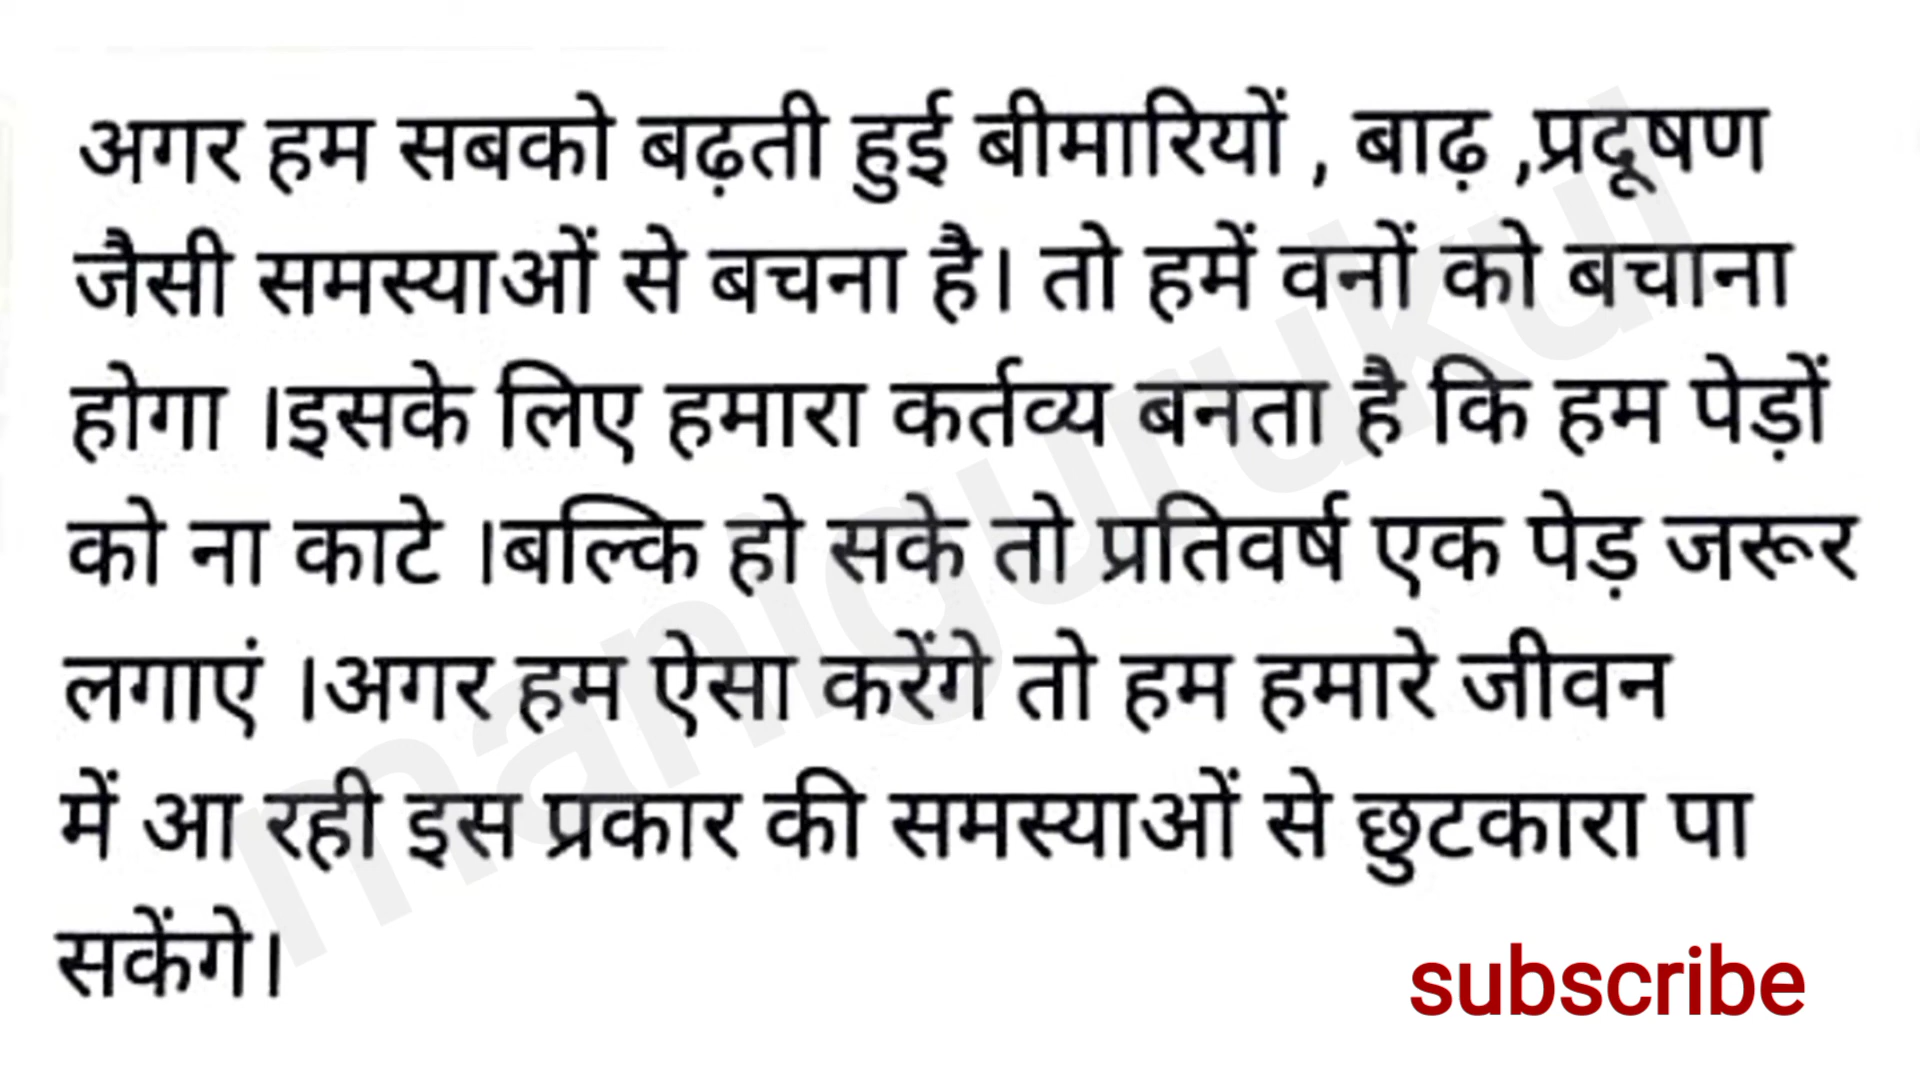 अगर हम सबको बढ़ती हुई बीमारियों , बाढ़ ,प्रदूषण
जैसी समस्याओं से बचना है। तो हमें वनों को बचाना
होगा ।इसके लिए हमारा कर्तव्य बनता है कि हम पेड़ों
को ना काटे ।बल्कि हो सके तो प्रतिवर्ष एक पेड़ जरूर
लगाएं ।अगर हम ऐसा करेंगे तो हम हमारे जीवन
में आ रही इस प्रकार की समस्याओं से छुटकारा पा
सकेंगे।
subscribe
manigurukul